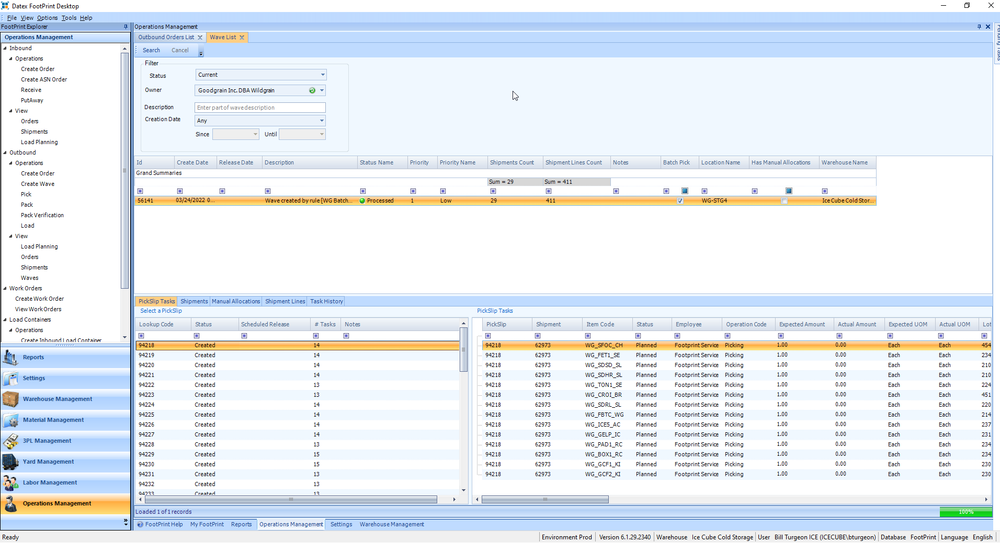 Datex FootPrint Desktop
File View Options Tools Help
FootPrint Explorer
Operations Management
Inbound
Operations
Create Order
Create ASN Order
Receive
PutAway
View
Orders
Shipments
Load Planning
Outbound
Operations
Create Order
Create Wave
Pick
Pack
Pack Verification
Load
View
Load Planning
Orders
Shipments
Waves
Work Orders
Create Work Order
View Work Orders
Load Containers
Operations
Create Inbound Load Container
Reports
Settings
Warehouse Management
Material Management
3PL Management
Yard Management
Labor Management
Operations Management
Operations Management
Pending Tasks
Outbound Orders List Wave List
Search Cancel
Filter
Status Current
Owner Goodgrain Inc. DBA Wildgrain
Description Enter part of wave description
Creation Date Any
Since Until
Id Create Date Release Date Description Status Name Priority Priority Name Shipments Count Shipment Lines Count Notes Batch Pick Location Name Has Manual Allocations Warehouse Name
Grand Summaries
Sum = 29 Sum = 411
56141 03/24/2022 0... Wave created by rule [WG Batch... Processed 1 Low 29 411 WG-STG4 Ice Cube Cold Stor...
PickSlip Tasks Shipments Manual Allocations Shipment Lines Task History
Select a PickSlip
Lookup Code Status Scheduled Release # Tasks Notes
94218 Created 14
94219 Created 14
94220 Created 14
94221 Created 14
94222 Created 13
94223 Created 13
94224 Created 14
94225 Created 14
94226 Created 14
94227 Created 14
94228 Created 13
94229 Created 15
94230 Created 15
94231 Created 13
94232 Created 13
94233 Created 13
PickSlip Tasks
PickSlip Shipment Item Code Status Employee Operation Code Expected Amount Actual Amount Expected UOM Actual UOM Lot
94218 62973 WG_SFOC_CH Planned Footprint Service Picking 1.00 0.00 Each Each 454
94218 62973 WG_FET1_SE Planned Footprint Service Picking 1.00 0.00 Each Each 234
94218 62973 WG_SDSD_SL Planned Footprint Service Picking 1.00 0.00 Each Each 210
94218 62973 WG_SDHR_SL Planned Footprint Service Picking 1.00 0.00 Each Each 210
94218 62973 WG_TON1_SE Planned Footprint Service Picking 1.00 0.00 Each Each 224
94218 62973 WG_CROI_BR Planned Footprint Service Picking 1.00 0.00 Each Each 451
94218 62973 WG_SDRL_SL Planned Footprint Service Picking 1.00 0.00 Each Each 220
94218 62973 WG_FBTC_WG Planned Footprint Service Picking 1.00 0.00 Each Each 214
94218 62973 WG_ICE5_AC Planned Footprint Service Picking 1.00 0.00 Each Each 237
94218 62973 WG_GELP_IC Planned Footprint Service Picking 1.00 0.00 Each Each 231
94218 62973 WG_PAD1_RC Planned Footprint Service Picking 1.00 0.00 Each Each 234
94218 62973 WG_BOX1_RC Planned Footprint Service Picking 1.00 0.00 Each Each 234
94218 62973 WG_GCF1_KI Planned Footprint Service Picking 1.00 0.00 Each Each 230
94218 62973 WG_GCF2_KI Planned Footprint Service Picking 1.00 0.00 Each Each 230
Loaded 1 of 1 records 100%
FootPrint Help My FootPrint Reports Operations Management Settings Warehouse Management
Ready Environment Prod Version 6.1.29.2340 Warehouse Ice Cube Cold Storage User Bill Turgeon ICE (ICECUBE\bturgeon) Database FootPrint Language English